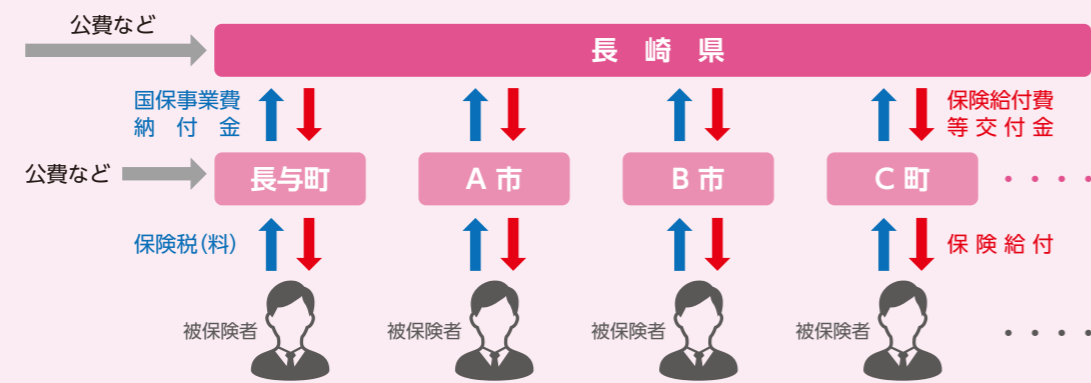 公費など
長崎県
国保事業費
納付金
保険給付費
等交付金
公費など
長与町
A市
B市
C町
・・・・
保険税(料)
保険給付
被保険者
被保険者
被保険者
被保険者
・・・・